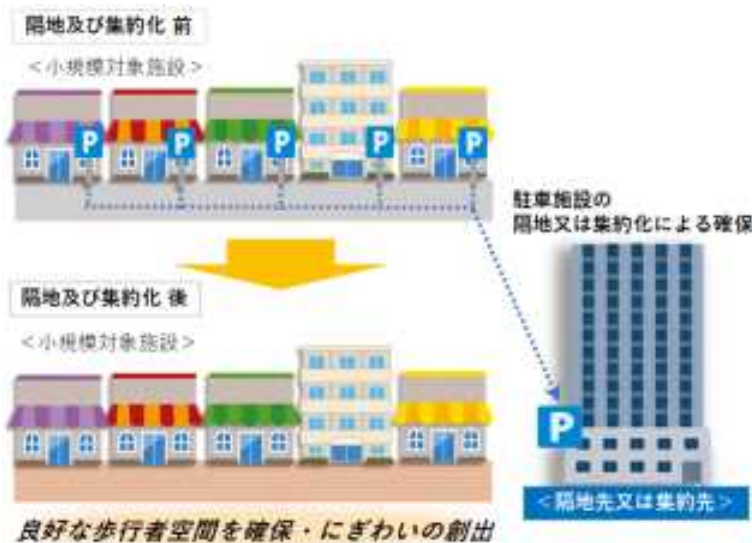 隔地及び集約化 前
＜小規模対象施設＞
P P P P P
駐車施設の
隔地又は集約化による確保
隔地及び集約化 後
＜小規模対象施設＞
P
＜隔地先又は集約先＞
良好な歩行者空間を確保・にぎわいの創出